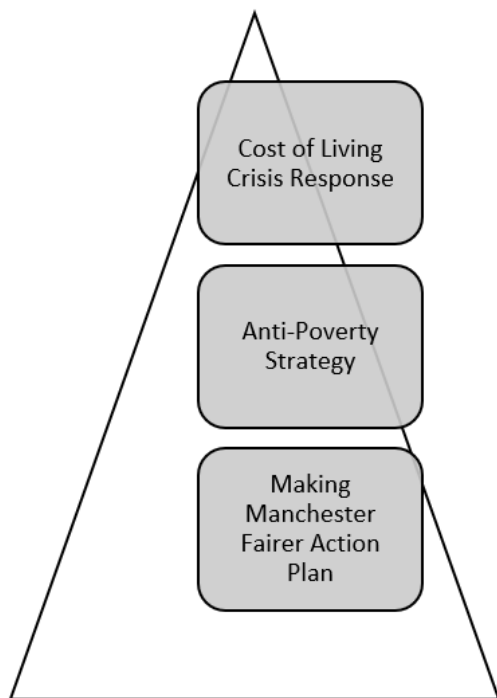 Cost of Living
Crisis Response
Anti-Poverty
Strategy
Making
Manchester
Fairer Action
Plan